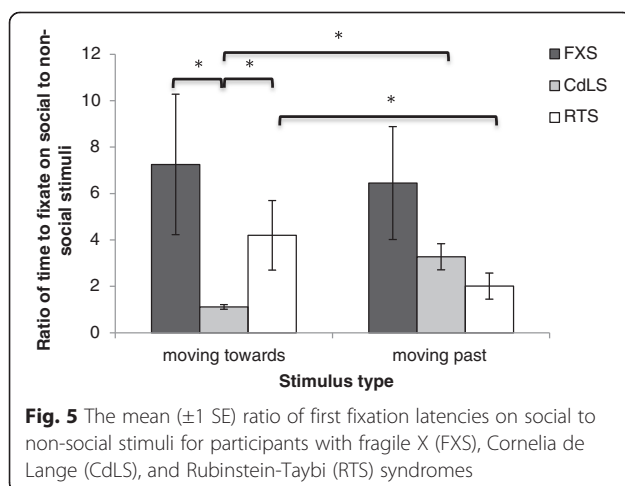 *
*
*
*
FXS
CdLS
RTS
12
10
8
6
4
2
0
Ratio of time to fixate on social to non-
social stimuli
moving towards
moving past
Stimulus type
Fig. 5 The mean (±1 SE) ratio of first fixation latencies on social to
non-social stimuli for participants with fragile X (FXS), Cornelia de
Lange (CdLS), and Rubinstein-Taybi (RTS) syndromes